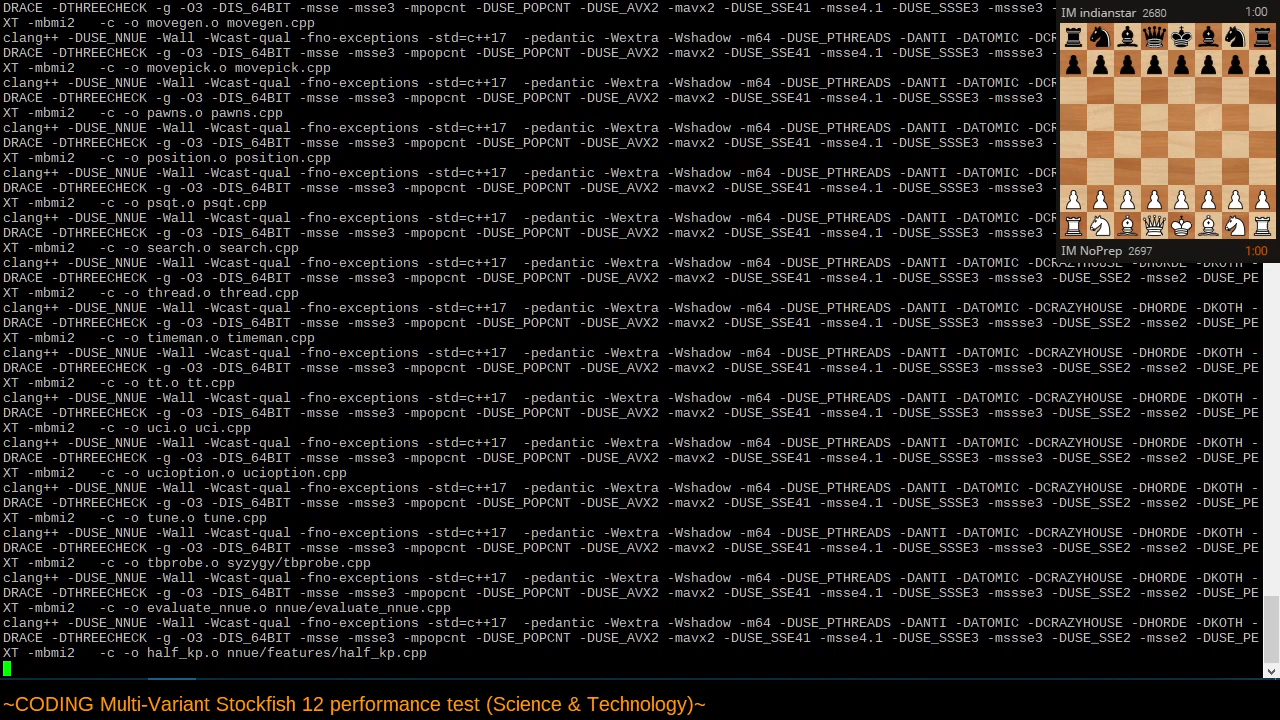 DRACE -DTHREECHECK -g -O3 -DIS_64BIT -msse -msse3 -mpopcnt -DUSE_POPCNT -DUSE_AVX2 -mavx2 -DUSE_SSE41 -msse4.1 -DUSE_SSSE3 -mssse3 -
IM indianstar 2680 1:00
XT -mbmi2   -c -o movegen.o movegen.cpp
clang++ -DUSE_NNUE -Wall -Wcast-qual -fno-exceptions -std=c++17  -pedantic -Wextra -Wshadow -m64 -DUSE_PTHREADS -DANTI -DATOMIC -DCR
DRACE -DTHREECHECK -g -O3 -DIS_64BIT -msse -msse3 -mpopcnt -DUSE_POPCNT -DUSE_AVX2 -mavx2 -DUSE_SSE41 -msse4.1 -DUSE_SSSE3 -mssse3 -
XT -mbmi2   -c -o movepick.o movepick.cpp
clang++ -DUSE_NNUE -Wall -Wcast-qual -fno-exceptions -std=c++17  -pedantic -Wextra -Wshadow -m64 -DUSE_PTHREADS -DANTI -DATOMIC -DCR
DRACE -DTHREECHECK -g -O3 -DIS_64BIT -msse -msse3 -mpopcnt -DUSE_POPCNT -DUSE_AVX2 -mavx2 -DUSE_SSE41 -msse4.1 -DUSE_SSSE3 -mssse3 -
XT -mbmi2   -c -o pawns.o pawns.cpp
clang++ -DUSE_NNUE -Wall -Wcast-qual -fno-exceptions -std=c++17  -pedantic -Wextra -Wshadow -m64 -DUSE_PTHREADS -DANTI -DATOMIC -DCR
DRACE -DTHREECHECK -g -O3 -DIS_64BIT -msse -msse3 -mpopcnt -DUSE_POPCNT -DUSE_AVX2 -mavx2 -DUSE_SSE41 -msse4.1 -DUSE_SSSE3 -mssse3 -
XT -mbmi2   -c -o position.o position.cpp
clang++ -DUSE_NNUE -Wall -Wcast-qual -fno-exceptions -std=c++17  -pedantic -Wextra -Wshadow -m64 -DUSE_PTHREADS -DANTI -DATOMIC -DCR
DRACE -DTHREECHECK -g -O3 -DIS_64BIT -msse -msse3 -mpopcnt -DUSE_POPCNT -DUSE_AVX2 -mavx2 -DUSE_SSE41 -msse4.1 -DUSE_SSSE3 -mssse3 -
XT -mbmi2   -c -o psqt.o psqt.cpp
clang++ -DUSE_NNUE -Wall -Wcast-qual -fno-exceptions -std=c++17  -pedantic -Wextra -Wshadow -m64 -DUSE_PTHREADS -DANTI -DATOMIC -DCR
DRACE -DTHREECHECK -g -O3 -DIS_64BIT -msse -msse3 -mpopcnt -DUSE_POPCNT -DUSE_AVX2 -mavx2 -DUSE_SSE41 -msse4.1 -DUSE_SSSE3 -mssse3 -
XT -mbmi2   -c -o search.o search.cpp
IM NoPrep 2697 1:00
clang++ -DUSE_NNUE -Wall -Wcast-qual -fno-exceptions -std=c++17  -pedantic -Wextra -Wshadow -m64 -DUSE_PTHREADS -DANTI -DATOMIC -DCRAZYHOUSE -DHORDE -DKOTH -
DRACE -DTHREECHECK -g -O3 -DIS_64BIT -msse -msse3 -mpopcnt -DUSE_POPCNT -DUSE_AVX2 -mavx2 -DUSE_SSE41 -msse4.1 -DUSE_SSSE3 -mssse3 -DUSE_SSE2 -msse2 -DUSE_PE
XT -mbmi2   -c -o thread.o thread.cpp
clang++ -DUSE_NNUE -Wall -Wcast-qual -fno-exceptions -std=c++17  -pedantic -Wextra -Wshadow -m64 -DUSE_PTHREADS -DANTI -DATOMIC -DCRAZYHOUSE -DHORDE -DKOTH -
DRACE -DTHREECHECK -g -O3 -DIS_64BIT -msse -msse3 -mpopcnt -DUSE_POPCNT -DUSE_AVX2 -mavx2 -DUSE_SSE41 -msse4.1 -DUSE_SSSE3 -mssse3 -DUSE_SSE2 -msse2 -DUSE_PE
XT -mbmi2   -c -o timeman.o timeman.cpp
clang++ -DUSE_NNUE -Wall -Wcast-qual -fno-exceptions -std=c++17  -pedantic -Wextra -Wshadow -m64 -DUSE_PTHREADS -DANTI -DATOMIC -DCRAZYHOUSE -DHORDE -DKOTH -
DRACE -DTHREECHECK -g -O3 -DIS_64BIT -msse -msse3 -mpopcnt -DUSE_POPCNT -DUSE_AVX2 -mavx2 -DUSE_SSE41 -msse4.1 -DUSE_SSSE3 -mssse3 -DUSE_SSE2 -msse2 -DUSE_PE
XT -mbmi2   -c -o tt.o tt.cpp
clang++ -DUSE_NNUE -Wall -Wcast-qual -fno-exceptions -std=c++17  -pedantic -Wextra -Wshadow -m64 -DUSE_PTHREADS -DANTI -DATOMIC -DCRAZYHOUSE -DHORDE -DKOTH -
DRACE -DTHREECHECK -g -O3 -DIS_64BIT -msse -msse3 -mpopcnt -DUSE_POPCNT -DUSE_AVX2 -mavx2 -DUSE_SSE41 -msse4.1 -DUSE_SSSE3 -mssse3 -DUSE_SSE2 -msse2 -DUSE_PE
XT -mbmi2   -c -o uci.o uci.cpp
clang++ -DUSE_NNUE -Wall -Wcast-qual -fno-exceptions -std=c++17  -pedantic -Wextra -Wshadow -m64 -DUSE_PTHREADS -DANTI -DATOMIC -DCRAZYHOUSE -DHORDE -DKOTH -
DRACE -DTHREECHECK -g -O3 -DIS_64BIT -msse -msse3 -mpopcnt -DUSE_POPCNT -DUSE_AVX2 -mavx2 -DUSE_SSE41 -msse4.1 -DUSE_SSSE3 -mssse3 -DUSE_SSE2 -msse2 -DUSE_PE
XT -mbmi2   -c -o ucioption.o ucioption.cpp
clang++ -DUSE_NNUE -Wall -Wcast-qual -fno-exceptions -std=c++17  -pedantic -Wextra -Wshadow -m64 -DUSE_PTHREADS -DANTI -DATOMIC -DCRAZYHOUSE -DHORDE -DKOTH -
DRACE -DTHREECHECK -g -O3 -DIS_64BIT -msse -msse3 -mpopcnt -DUSE_POPCNT -DUSE_AVX2 -mavx2 -DUSE_SSE41 -msse4.1 -DUSE_SSSE3 -mssse3 -DUSE_SSE2 -msse2 -DUSE_PE
XT -mbmi2   -c -o tune.o tune.cpp
clang++ -DUSE_NNUE -Wall -Wcast-qual -fno-exceptions -std=c++17  -pedantic -Wextra -Wshadow -m64 -DUSE_PTHREADS -DANTI -DATOMIC -DCRAZYHOUSE -DHORDE -DKOTH -
DRACE -DTHREECHECK -g -O3 -DIS_64BIT -msse -msse3 -mpopcnt -DUSE_POPCNT -DUSE_AVX2 -mavx2 -DUSE_SSE41 -msse4.1 -DUSE_SSSE3 -mssse3 -DUSE_SSE2 -msse2 -DUSE_PE
XT -mbmi2   -c -o tbprobe.o syzygy/tbprobe.cpp
clang++ -DUSE_NNUE -Wall -Wcast-qual -fno-exceptions -std=c++17  -pedantic -Wextra -Wshadow -m64 -DUSE_PTHREADS -DANTI -DATOMIC -DCRAZYHOUSE -DHORDE -DKOTH -
DRACE -DTHREECHECK -g -O3 -DIS_64BIT -msse -msse3 -mpopcnt -DUSE_POPCNT -DUSE_AVX2 -mavx2 -DUSE_SSE41 -msse4.1 -DUSE_SSSE3 -mssse3 -DUSE_SSE2 -msse2 -DUSE_PE
XT -mbmi2   -c -o evaluate_nnue.o nnue/evaluate_nnue.cpp
clang++ -DUSE_NNUE -Wall -Wcast-qual -fno-exceptions -std=c++17  -pedantic -Wextra -Wshadow -m64 -DUSE_PTHREADS -DANTI -DATOMIC -DCRAZYHOUSE -DHORDE -DKOTH -
DRACE -DTHREECHECK -g -O3 -DIS_64BIT -msse -msse3 -mpopcnt -DUSE_POPCNT -DUSE_AVX2 -mavx2 -DUSE_SSE41 -msse4.1 -DUSE_SSSE3 -mssse3 -DUSE_SSE2 -msse2 -DUSE_PE
XT -mbmi2   -c -o half_kp.o nnue/features/half_kp.cpp
~CODING Multi-Variant Stockfish 12 performance test (Science & Technology)~